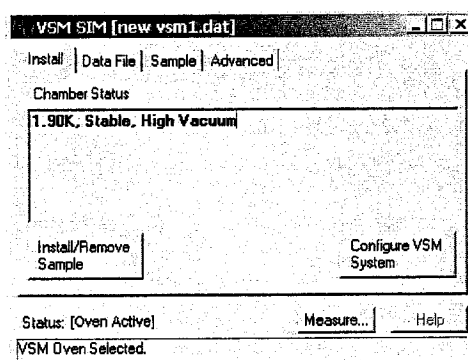 VSM SIM [new vsm1.dat]
Install Data File Sample Advanced
Chamber Status
1.90K, Stable, High Vacuum
Install/Remove Sample
Configure VSM System
Status: [Oven Active] Measure... Help
VSM Oven Selected.